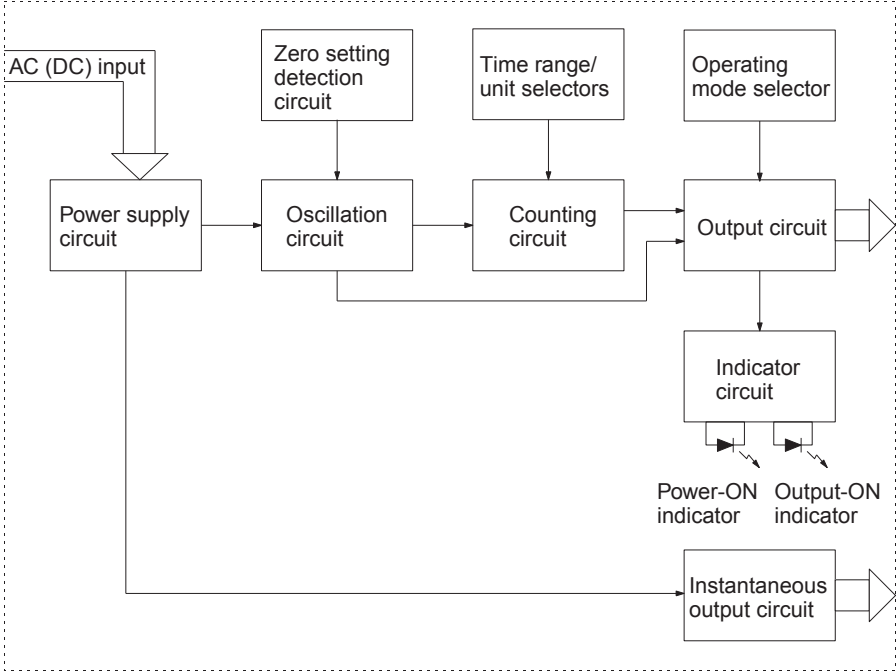 AC (DC) input
Zero setting
detection
circuit
Time range/
unit selectors
Operating
mode selector
Power supply
circuit
Oscillation
circuit
Counting
circuit
Output circuit
Indicator
circuit
Power-ON
indicator
Output-ON
indicator
Instantaneous
output circuit